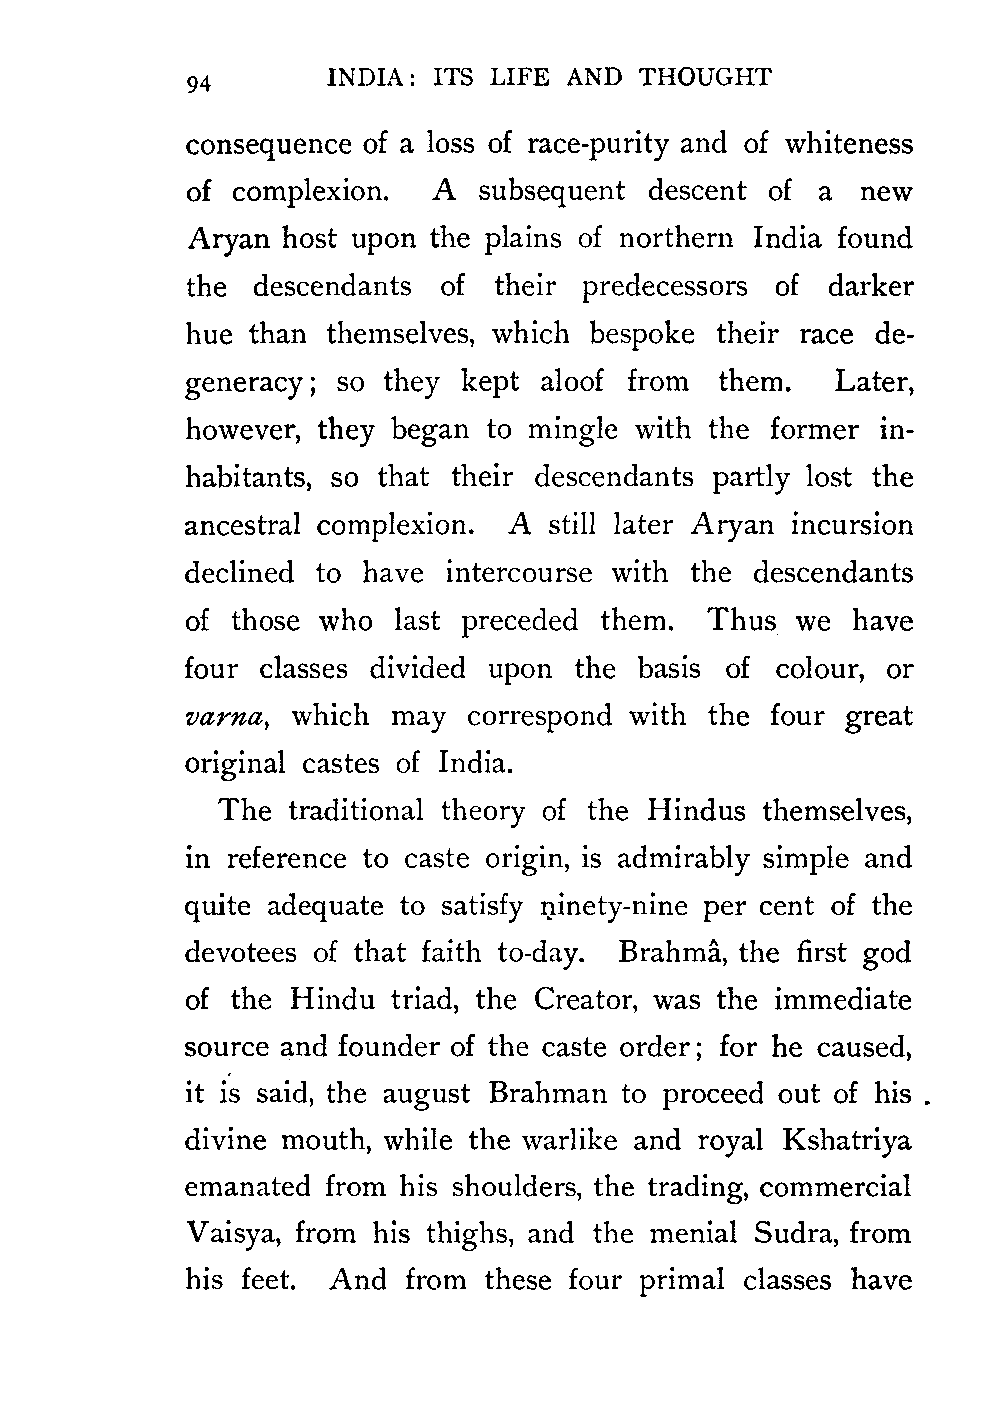 94 INDIA: ITS LIFE AND THOUGHT
consequence of a loss of race-purity and of whiteness
of complexion. A subsequent descent of a new
Aryan host upon the plains of northern India found
the descendants of their predecessors of darker
hue than themselves, which bespoke their race de-
generacy; so they kept aloof from them. Later,
however, they began to mingle with the former in-
habitants, so that their descendants partly lost the
ancestral complexion. A still later Aryan incursion
declined to have intercourse with the descendants
of those who last preceded them. Thus we have
four classes divided upon the basis of colour, or
varna, which may correspond with the four great
original castes of India.
The traditional theory of the Hindus themselves,
in reference to caste origin, is admirably simple and
quite adequate to satisfy ninety-nine per cent of the
devotees of that faith to-day. Brahmâ, the first god
of the Hindu triad, the Creator, was the immediate
source and founder of the caste order; for he caused,
it is said, the august Brahman to proceed out of his
divine mouth, while the warlike and royal Kshatriya
emanated from his shoulders, the trading, commercial
Vaisya, from his thighs, and the menial Sudra, from
his feet. And from these four primal classes have